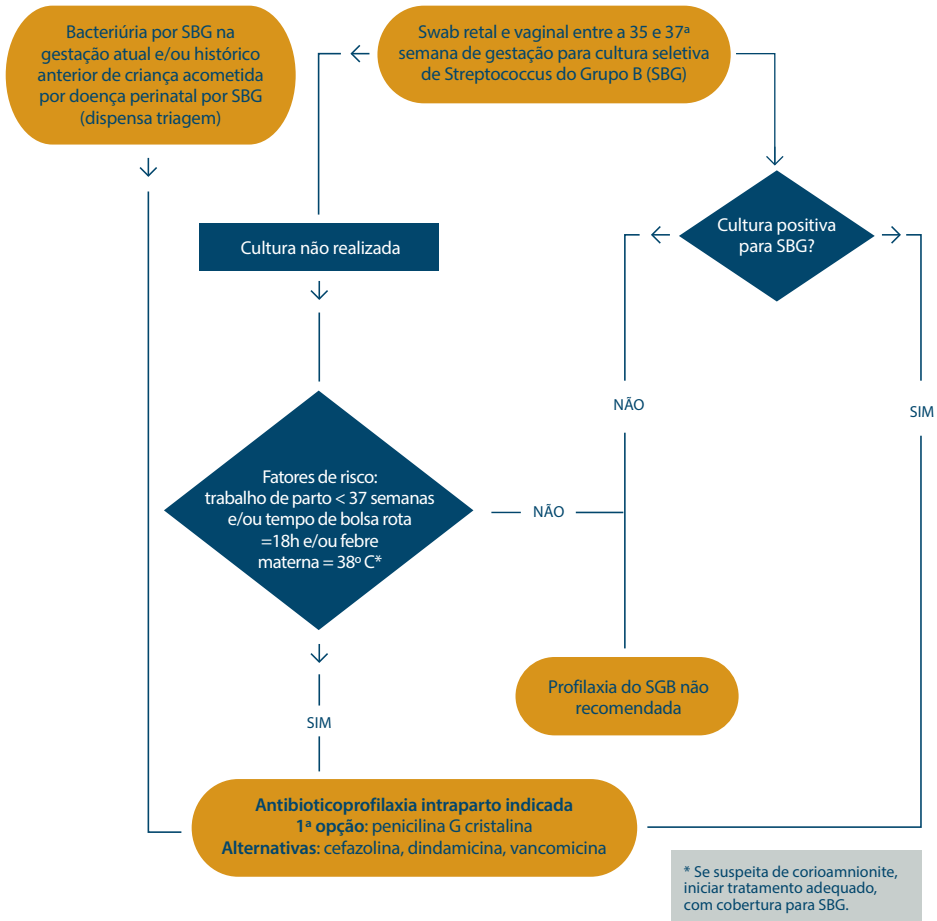 Bacteriúria por SBG na
gestação atual e/ou histórico
anterior de criança acometida
por doença perinatal por SBG
(dispensa triagem)
Swab retal e vaginal entre a 35 e 37ª
semana de gestação para cultura seletiva
de Streptococcus do Grupo B (SBG)
Cultura não realizada
Cultura positiva
para SBG?
NÃO
SIM
Fatores de risco:
trabalho de parto < 37 semanas
e/ou tempo de bolsa rota
=18h e/ou febre
materna = 38º C*
NÃO
Profilaxia do SGB não
recomendada
SIM
Antibioticoprofilaxia intraparto indicada
1ª opção: penicilina G cristalina
Alternativas: cefazolina, dindamicina, vancomicina
* Se suspeita de corioamnionite,
iniciar tratamento adequado,
com cobertura para SBG.